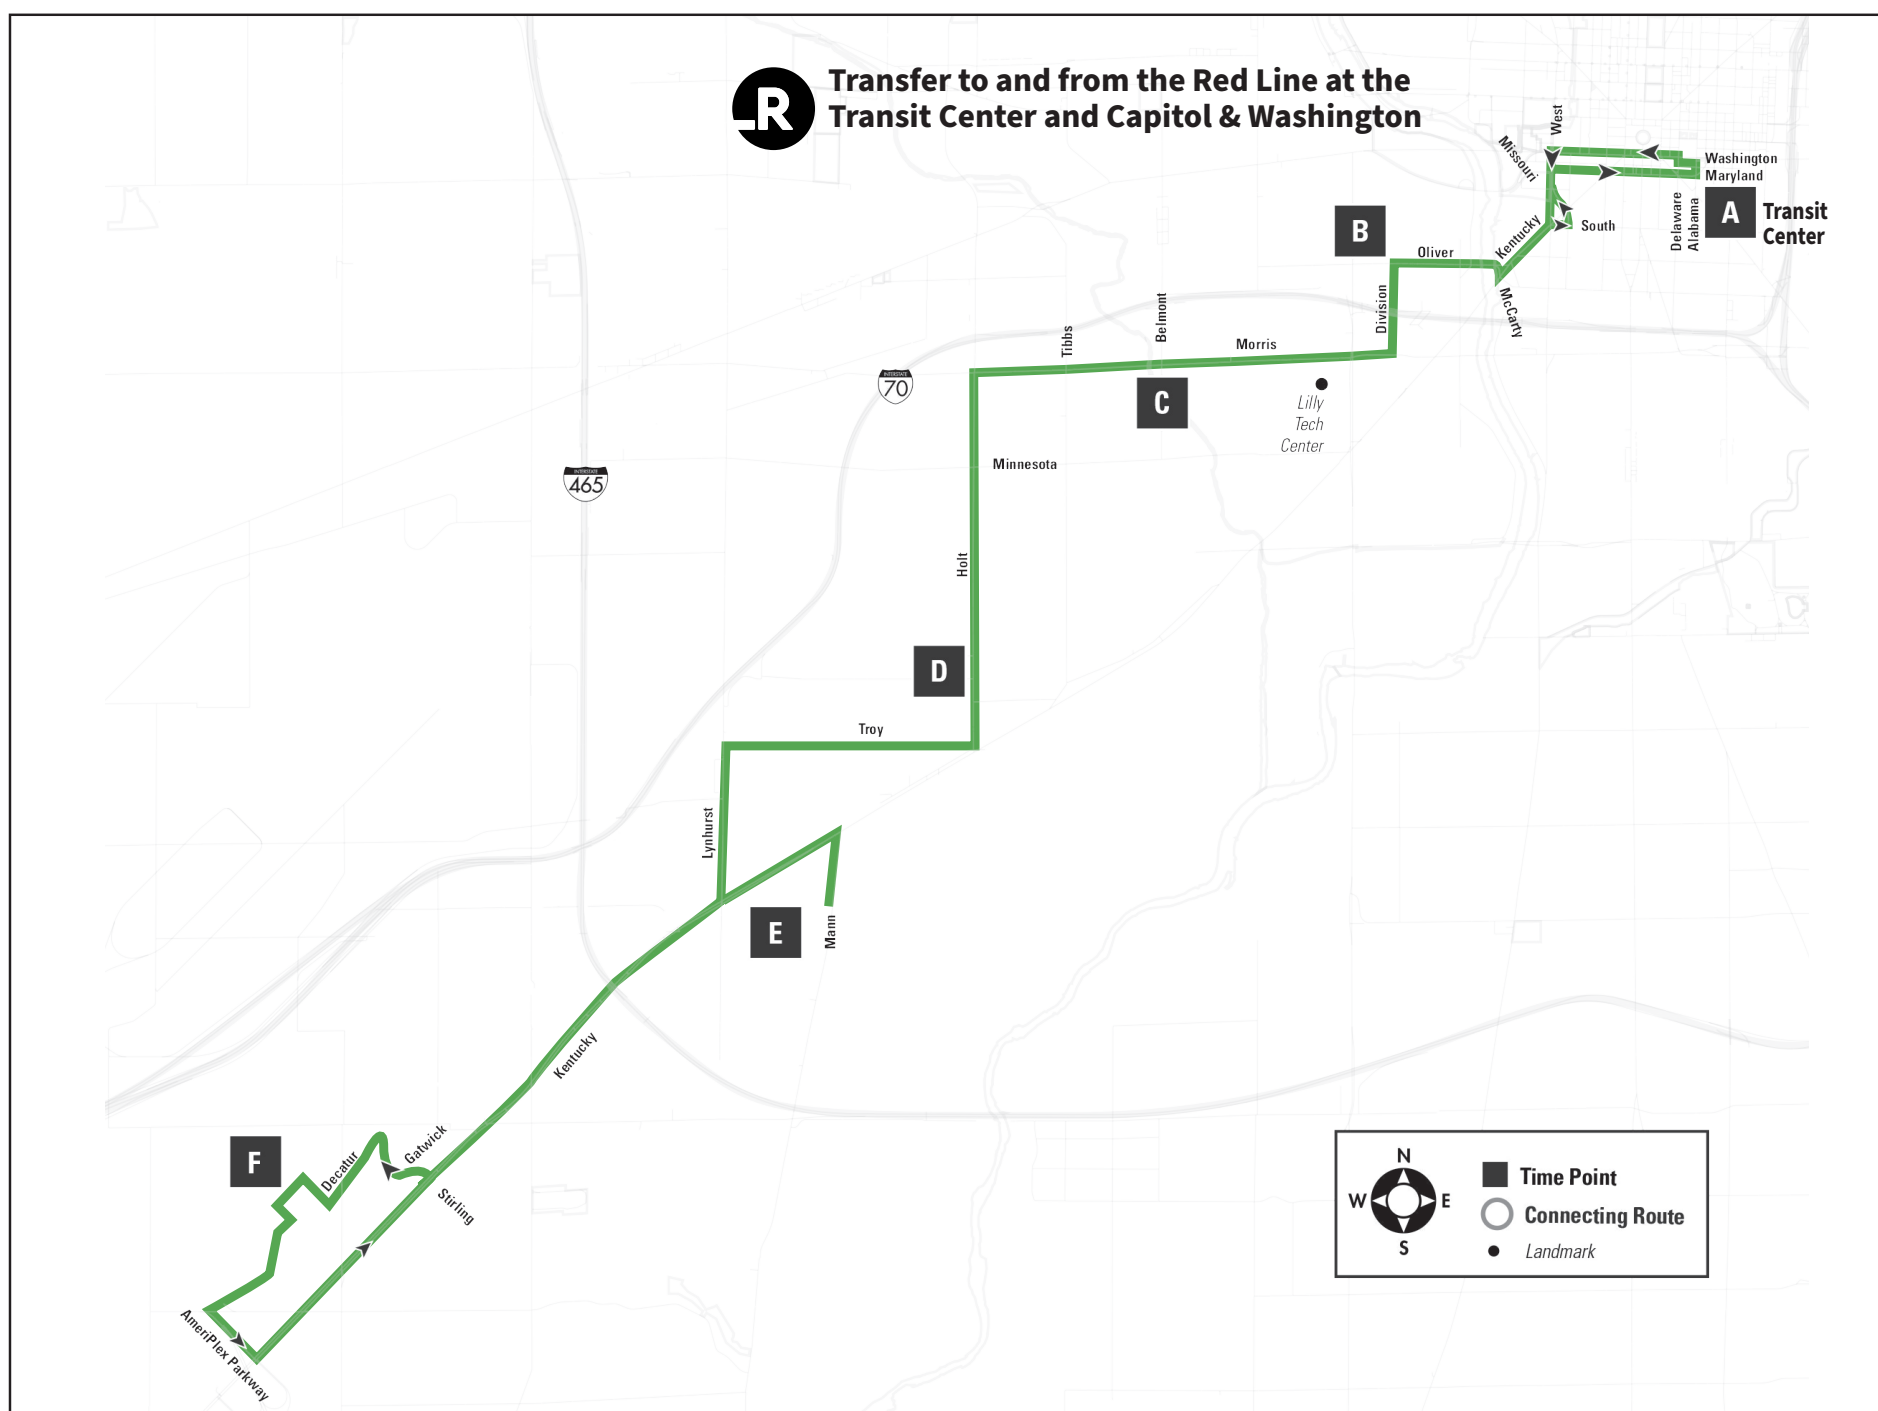 R
Transfer to and from the Red Line at the
Transit Center and Capitol & Washington
West
Missouri
Washington
Maryland
Delaware
Alabama
A
Transit
Center
South
Kentucky
B
Oliver
McCarty
Division
Belmont
Tibbs
Morris
INTERSTATE
70
C
Lilly
Tech
Center
Minnesota
INTERSTATE
465
Holt
D
Troy
Lynhurst
E
Mann
Kentucky
F
Decatur
Gatwick
Stirling
AmeriPlex Parkway
N
W
E
S
Time Point
Connecting Route
Landmark